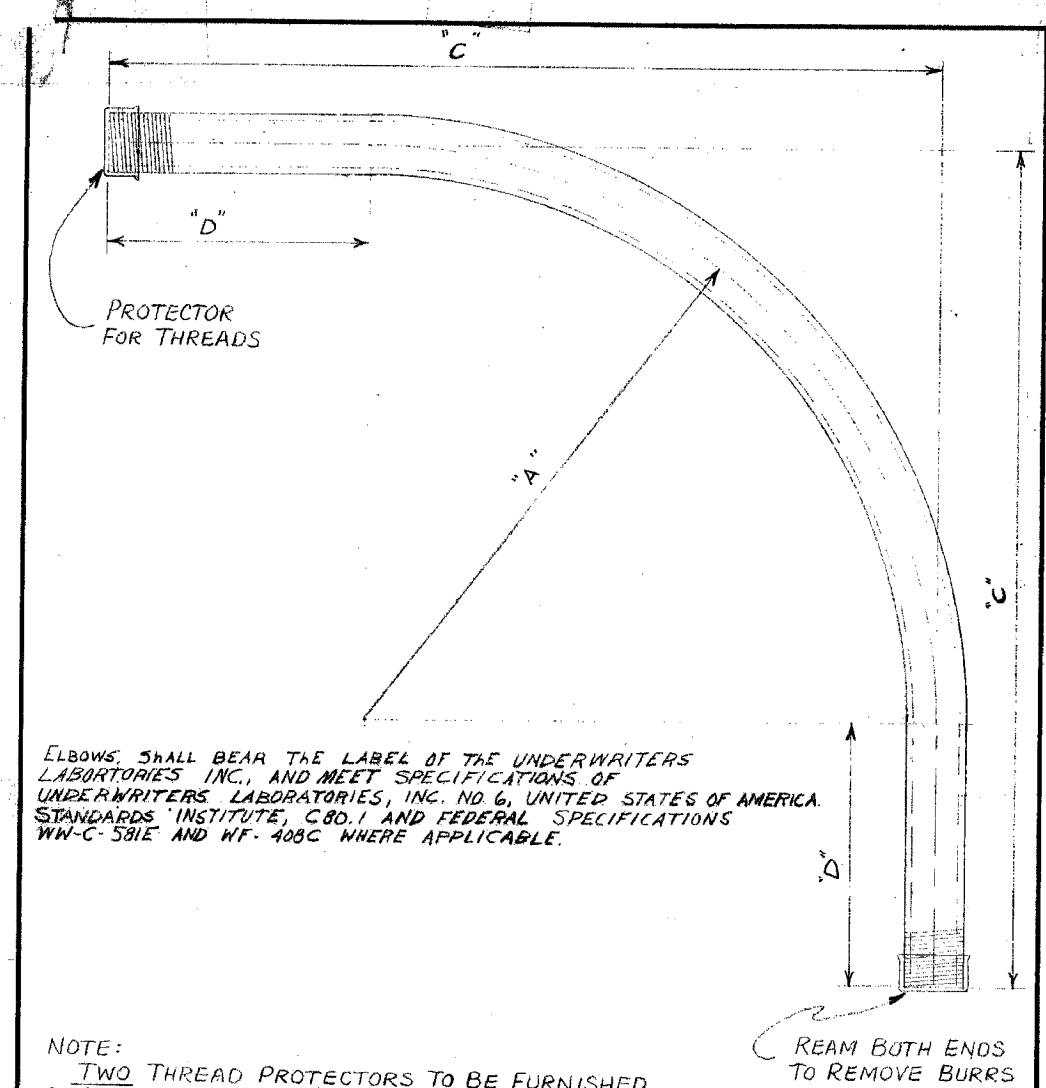 "C"
"D"
PROTECTOR
FOR THREADS
"A"
"C"
ELBOWS, SHALL BEAR THE LABEL OF THE UNDERWRITERS
LABORTORIES INC., AND MEET SPECIFICATIONS OF
UNDERWRITERS LABORATORIES, INC. NO. 6, UNITED STATES OF AMERICA.
STANDARDS INSTITUTE, C80.1 AND FEDERAL SPECIFICATIONS
WW-C-581E AND WF-408C WHERE APPLICABLE.
"D"
NOTE:
TWO THREAD PROTECTORS TO BE FURNISHED
REAM BOTH ENDS
TO REMOVE BURRS